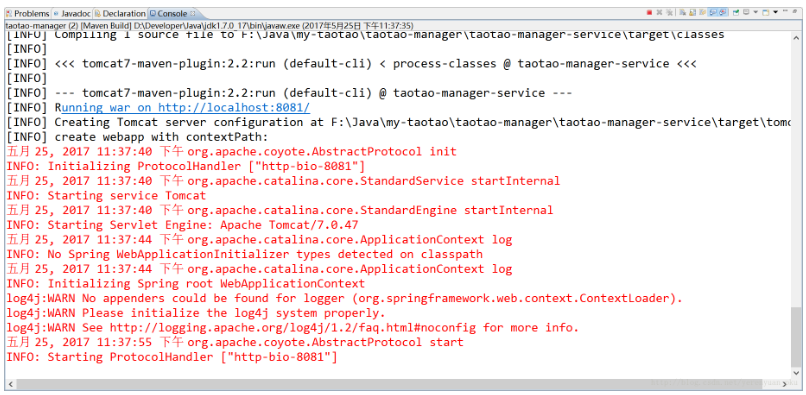 Problems @ Javadoc Declaration Console
taotao-manager (2) [Maven Build] D:\Developer\Java\jdk1.7.0_17\bin\javaw.exe (2017年5月25日 下午11:37:35)
[INFO] Compiling 1 source file to F:\Java\my-taotao\taotao-manager\taotao-manager-service\target\classes
[INFO]
[INFO] <<< tomcat7-maven-plugin:2.2:run (default-cli) < process-classes @ taotao-manager-service <<<
[INFO]
[INFO] --- tomcat7-maven-plugin:2.2:run (default-cli) @ taotao-manager-service ---
[INFO] Running war on http://localhost:8081/
[INFO] Creating Tomcat server configuration at F:\Java\my-taotao\taotao-manager\taotao-manager-service\target\tomc
[INFO] create webapp with contextPath:
五月 25, 2017 11:37:40 下午 org.apache.coyote.AbstractProtocol init
INFO: Initializing ProtocolHandler ["http-bio-8081"]
五月 25, 2017 11:37:40 下午 org.apache.catalina.core.StandardService startInternal
INFO: Starting service Tomcat
五月 25, 2017 11:37:40 下午 org.apache.catalina.core.StandardEngine startInternal
INFO: Starting Servlet Engine: Apache Tomcat/7.0.47
五月 25, 2017 11:37:44 下午 org.apache.catalina.core.ApplicationContext log
INFO: No Spring WebApplicationInitializer types detected on classpath
五月 25, 2017 11:37:44 下午 org.apache.catalina.core.ApplicationContext log
INFO: Initializing Spring root WebApplicationContext
log4j:WARN No appenders could be found for logger (org.springframework.web.context.ContextLoader).
log4j:WARN Please initialize the log4j system properly.
log4j:WARN See http://logging.apache.org/log4j/1.2/faq.html#noconfig for more info.
五月 25, 2017 11:37:55 下午 org.apache.coyote.AbstractProtocol start
INFO: Starting ProtocolHandler ["http-bio-8081"]